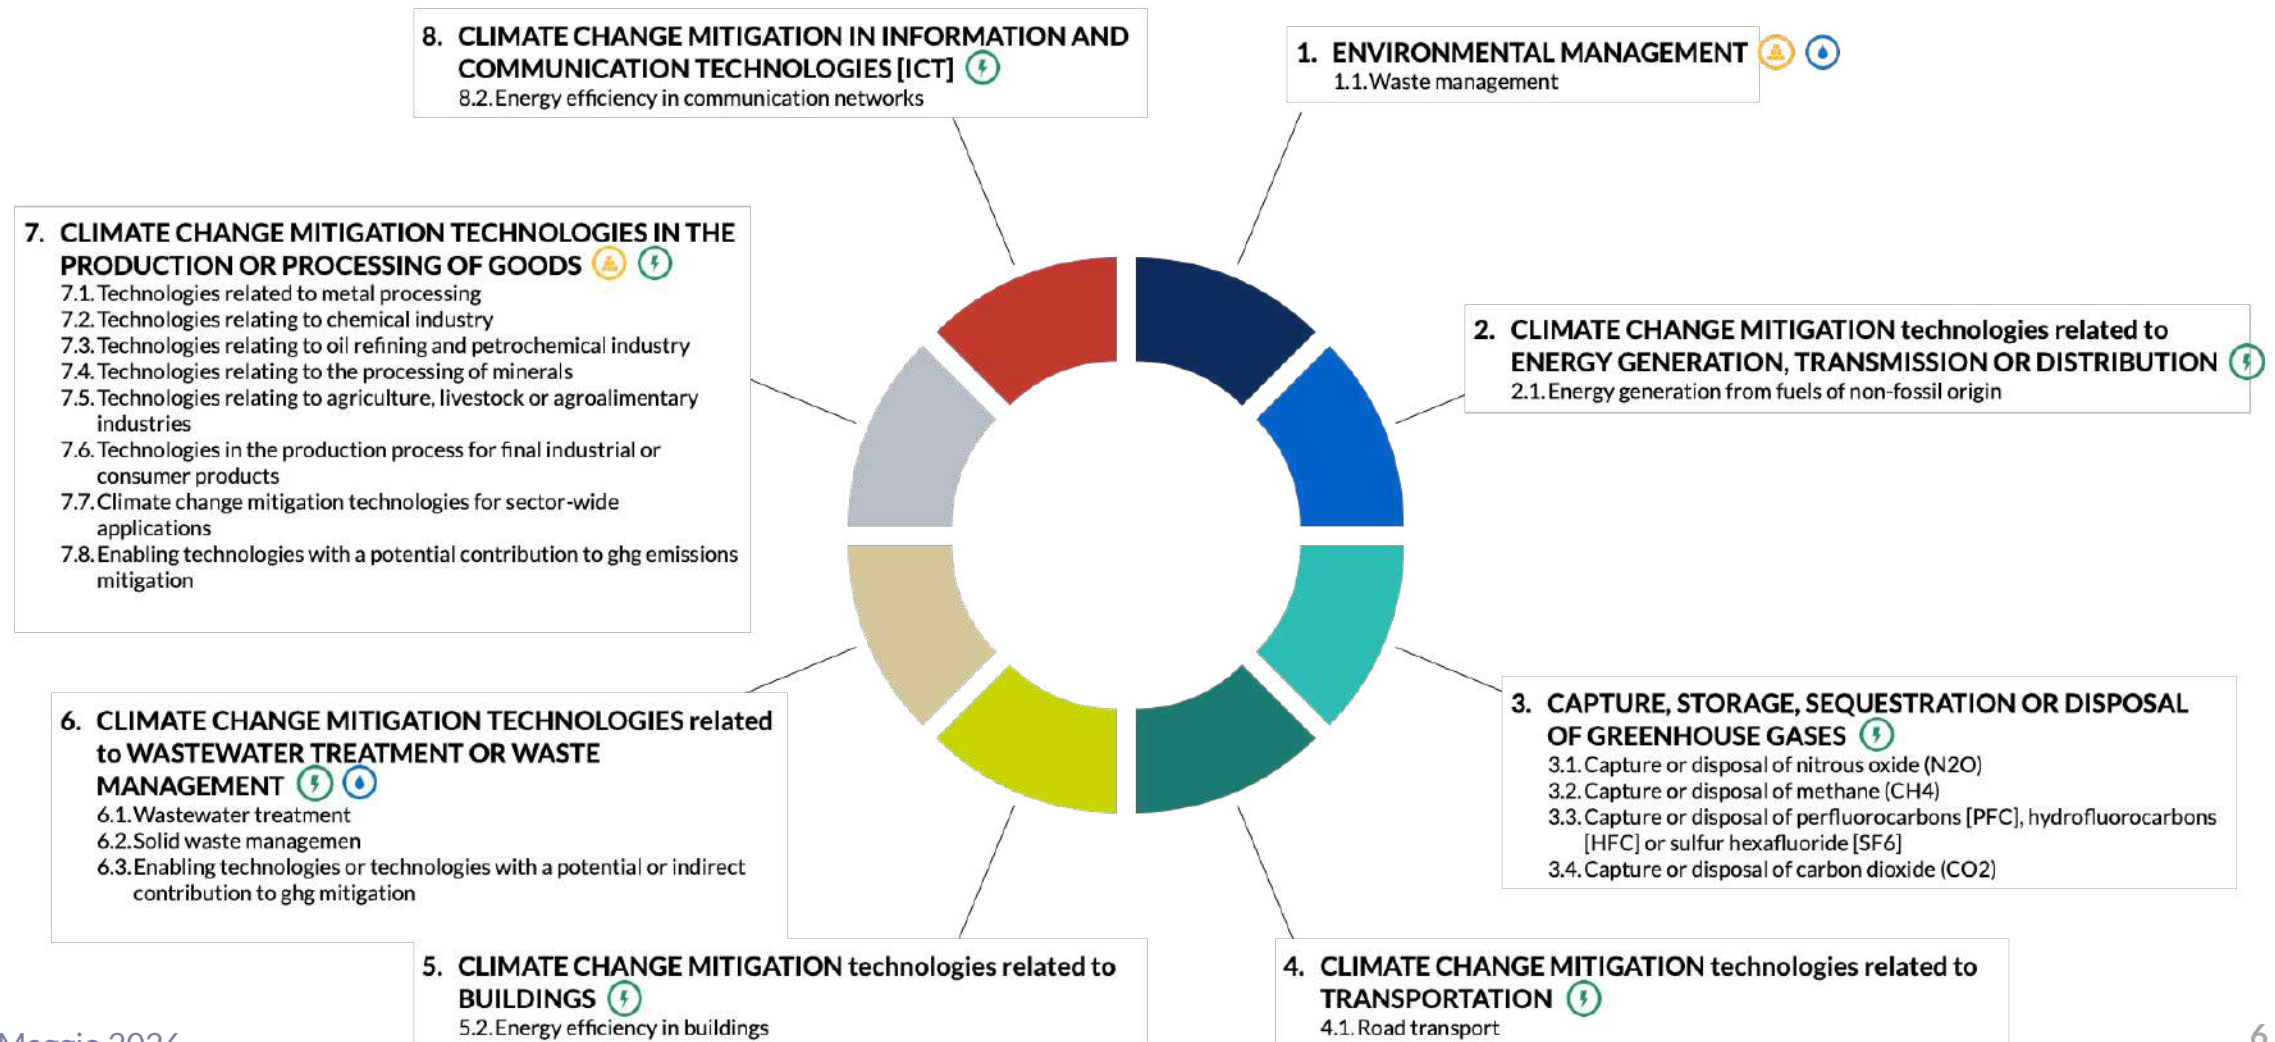 8. CLIMATE CHANGE MITIGATION IN INFORMATION AND
COMMUNICATION TECHNOLOGIES [ICT]
8.2. Energy efficiency in communication networks
1. ENVIRONMENTAL MANAGEMENT
1.1. Waste management
7. CLIMATE CHANGE MITIGATION TECHNOLOGIES IN THE
PRODUCTION OR PROCESSING OF GOODS
7.1. Technologies related to metal processing
7.2. Technologies relating to chemical industry
7.3. Technologies relating to oil refining and petrochemical industry
7.4. Technologies relating to the processing of minerals
7.5. Technologies relating to agriculture, livestock or agroalimentary
industries
7.6. Technologies in the production process for final industrial or
consumer products
7.7. Climate change mitigation technologies for sector-wide
applications
7.8. Enabling technologies with a potential contribution to ghg emissions
mitigation
2. CLIMATE CHANGE MITIGATION technologies related to
ENERGY GENERATION, TRANSMISSION OR DISTRIBUTION
2.1. Energy generation from fuels of non-fossil origin
6. CLIMATE CHANGE MITIGATION TECHNOLOGIES related
to WASTEWATER TREATMENT OR WASTE
MANAGEMENT
6.1. Wastewater treatment
6.2. Solid waste managemen
6.3. Enabling technologies or technologies with a potential or indirect
contribution to ghg mitigation
3. CAPTURE, STORAGE, SEQUESTRATION OR DISPOSAL
OF GREENHOUSE GASES
3.1. Capture or disposal of nitrous oxide (N2O)
3.2. Capture or disposal of methane (CH4)
3.3. Capture or disposal of perfluorocarbons [PFC], hydrofluorocarbons
[HFC] or sulfur hexafluoride [SF6]
3.4. Capture or disposal of carbon dioxide (CO2)
5. CLIMATE CHANGE MITIGATION technologies related to
BUILDINGS
5.2. Energy efficiency in buildings
4. CLIMATE CHANGE MITIGATION technologies related to
TRANSPORTATION
4.1. Road transport
Maggio
6